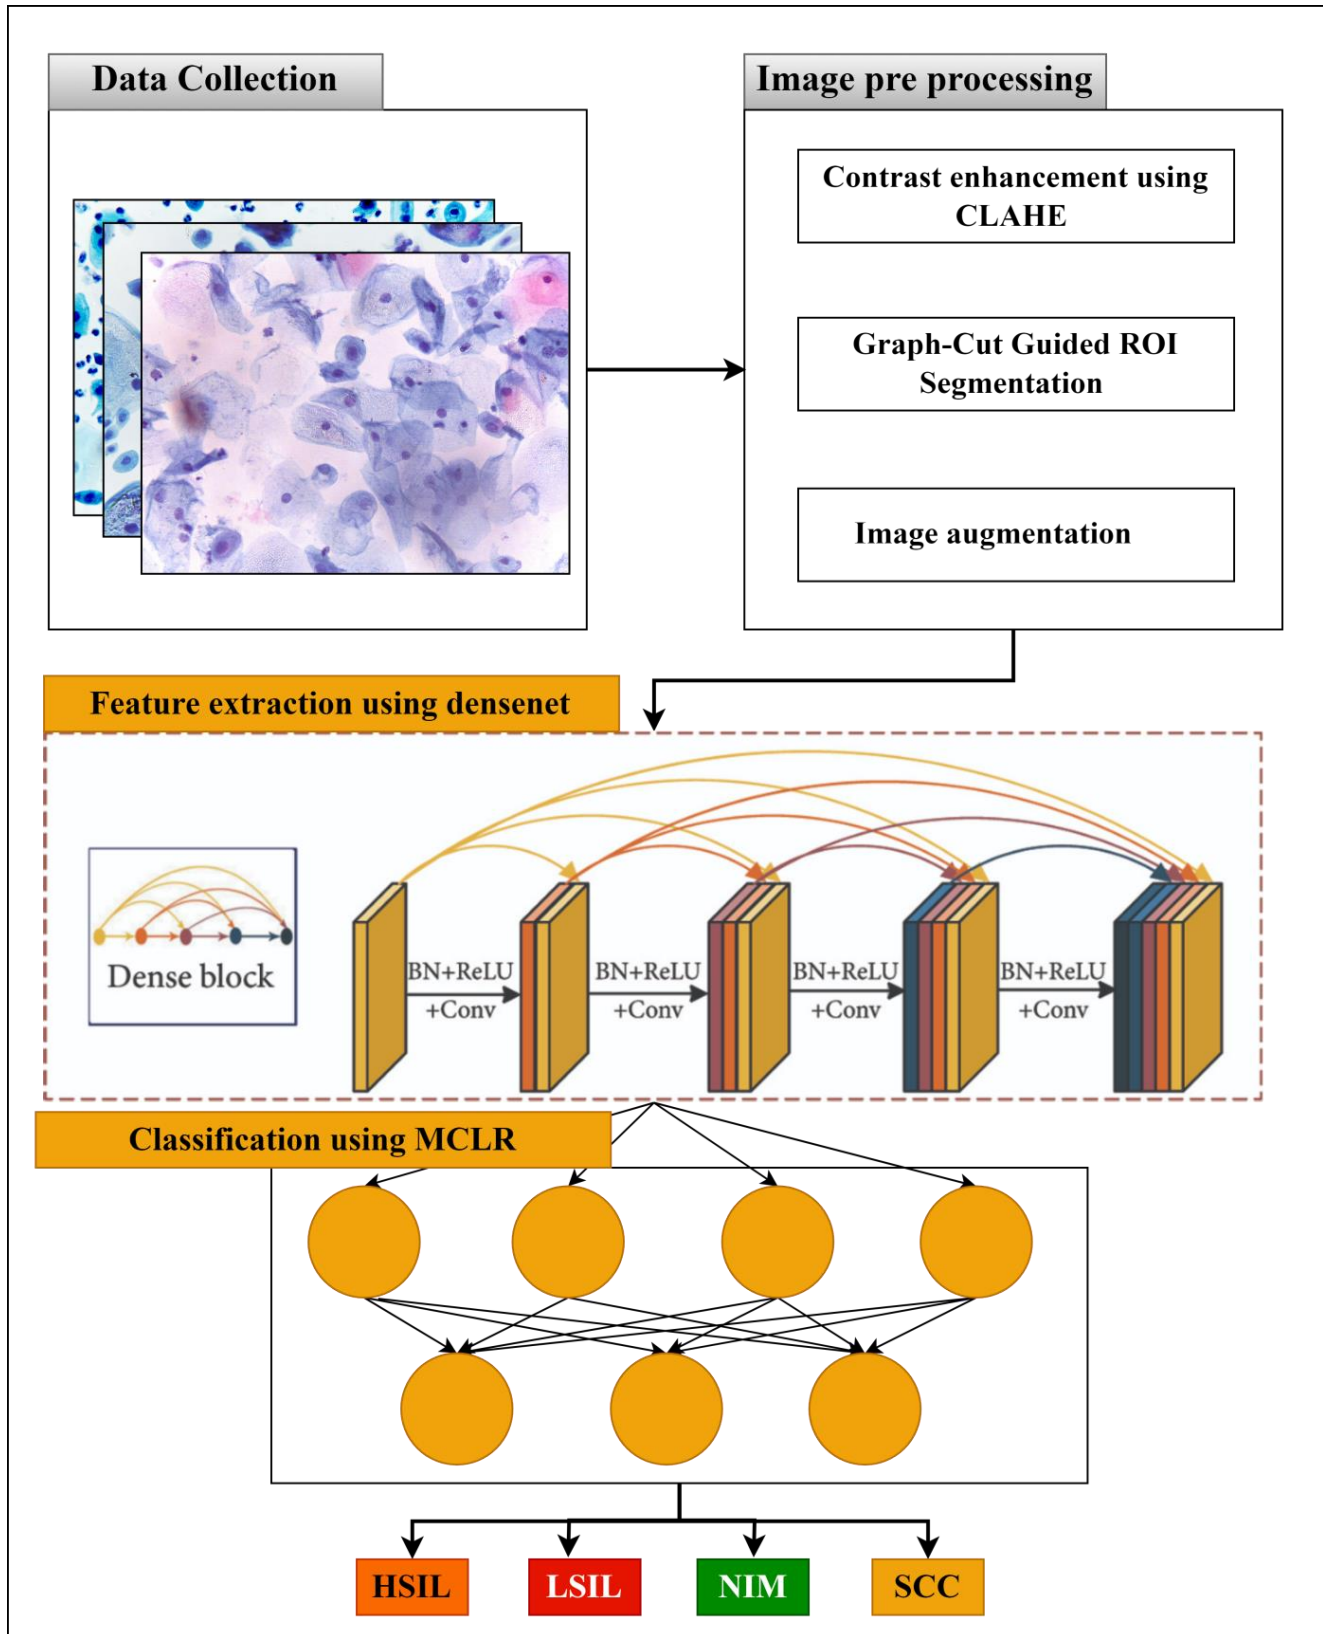 Data Collection
Image pre processing
Contrast enhancement using
CLAHE
Graph-Cut Guided ROI
Segmentation
Image augmentation
Feature extraction using densenet
Dense block
BN+ReLU
+Conv
BN+ReLU
+Conv
BN+ReLU
+Conv
BN+ReLU
+Conv
Classification using MCLR
HSIL
LSIL
NIM
SCC